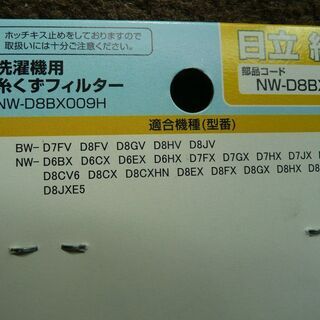 ホッチキス止めをしておりますので
取扱いには十分ご注意ください。
洗濯機用
糸くずフィルター
NW-D8BX009H
日立
部品コード
NW-D8BX
適合機種(型番)
BW- D7FV D8FV D8GV D8HV D8JV
NW- D6BX D6CX D6EX D6HX D7FX D7GX D7HX D7JX
D8CV6 D8CX D8CXHN D8EX D8FX D8GX D8HX
D8JXE5